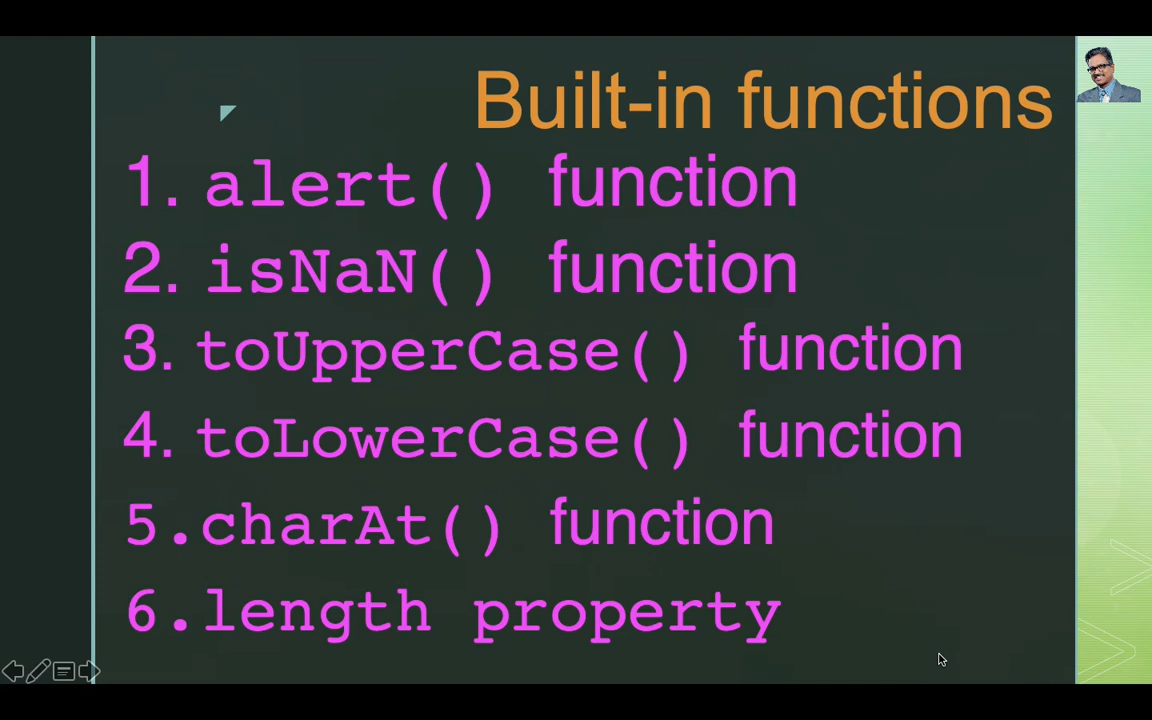 Built-in functions
1. alert() function
2. isNaN() function
3. toUpperCase() function
4. toLowerCase() function
5.charAt() function
6.length property